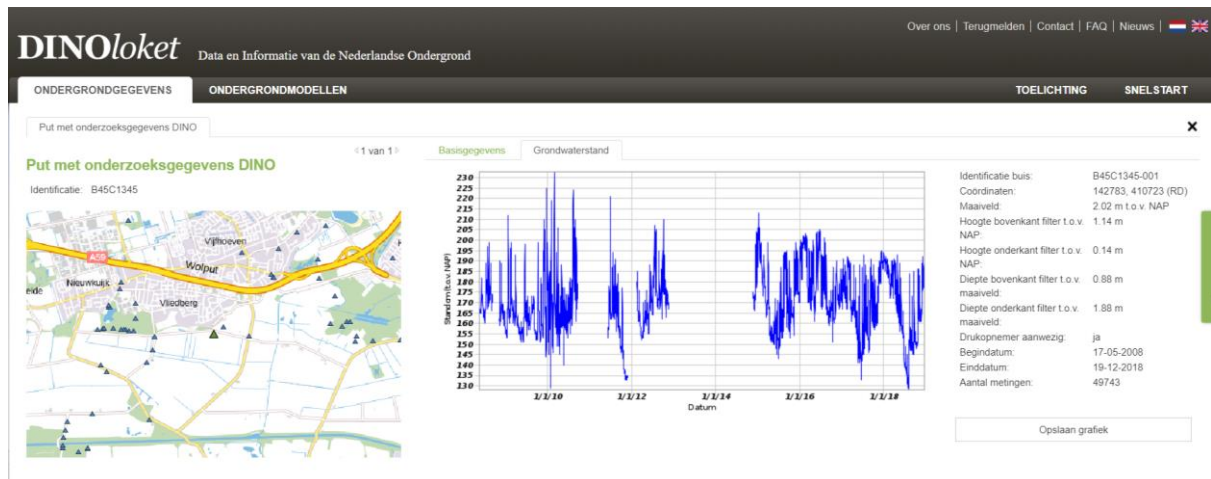 Over ons | Terugmelden | Contact | FAQ | Nieuws |
DINOloket Data en Informatie van de Nederlandse Ondergrond
ONDERGRONDGEGEVENS ONDERGRONDMODELLEN TOELICHTING SNELSTART
Put met onderzoeksgegevens DINO
1 van 1
Put met onderzoeksgegevens DINO
Identificatie: B45C1345
Vijfhoeven
A59
Wolput
Nieuwkuijk
eide
Vliedberg
Basisgegevens Grondwaterstand
230
225
220
215
210
205
200
195
190
185
180
175
170
165
160
155
150
145
140
135
130
1/1/10 1/1/12 1/1/14 1/1/16 1/1/18
Datum
Identificatie buis: B45C1345-001
Coördinaten: 142783, 410723 (RD)
Maaiveld: 2.02 m t.o.v. NAP
Hoogte bovenkant filter t.o.v. 1.14 m
NAP:
Hoogte onderkant filter t.o.v. 0.14 m
NAP:
Diepte bovenkant filter t.o.v. 0.88 m
maaiveld:
Diepte onderkant filter t.o.v. 1.88 m
maaiveld:
Drukopnemer aanwezig: ja
Begindatum: 17-05-2008
Einddatum: 19-12-2018
Aantal metingen: 49743
Opslaan grafiek